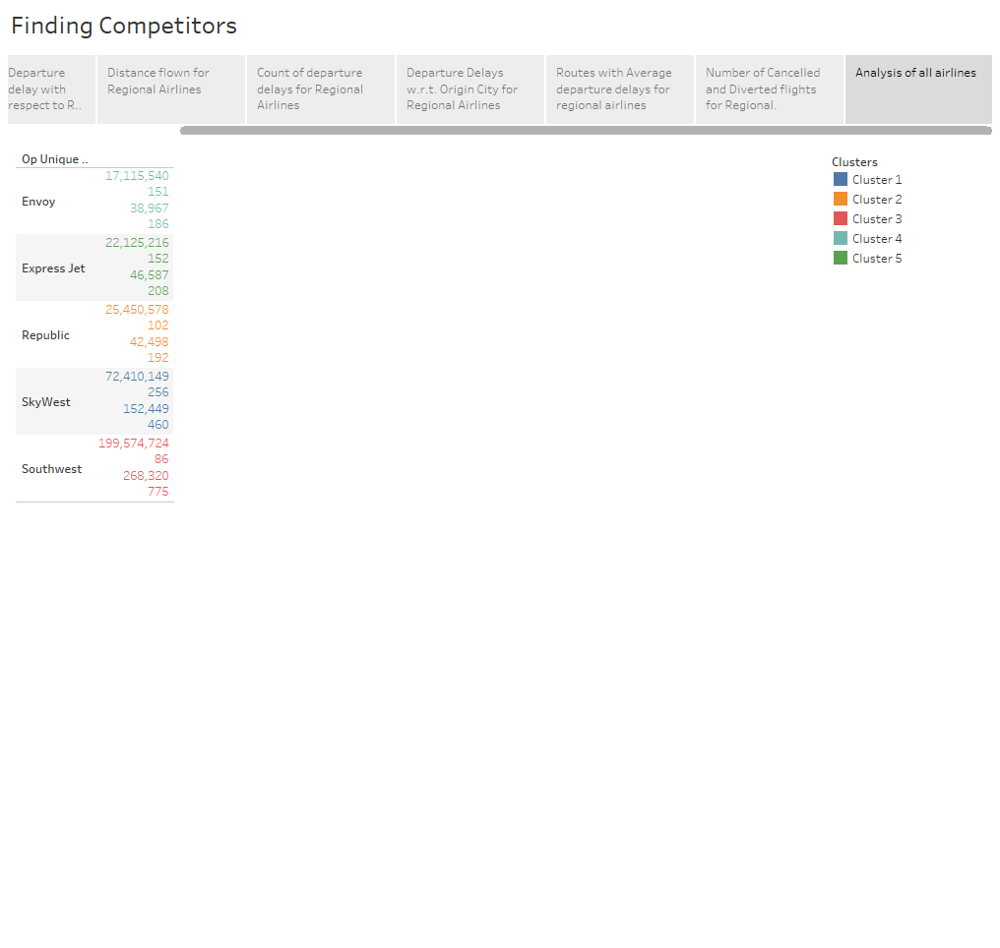 Finding Competitors
Departure
delay with
respect to R..
Distance flown for
Regional Airlines
Count of departure
delays for Regional
Airlines
Departure Delays
w.r.t. Origin City for
Regional Airlines
Routes with Average
departure delays for
regional airlines
Number of Cancelled
and Diverted flights
for Regional.
Analysis of all airlines
Op Unique ..
Envoy
17,115,540
151
38,967
186
Express Jet
22,125,216
152
46,587
208
Republic
25,450,578
102
42,498
192
SkyWest
72,410,149
256
152,449
460
Southwest
199,574,724
86
268,320
775
Clusters
Cluster 1
Cluster 2
Cluster 3
Cluster 4
Cluster 5